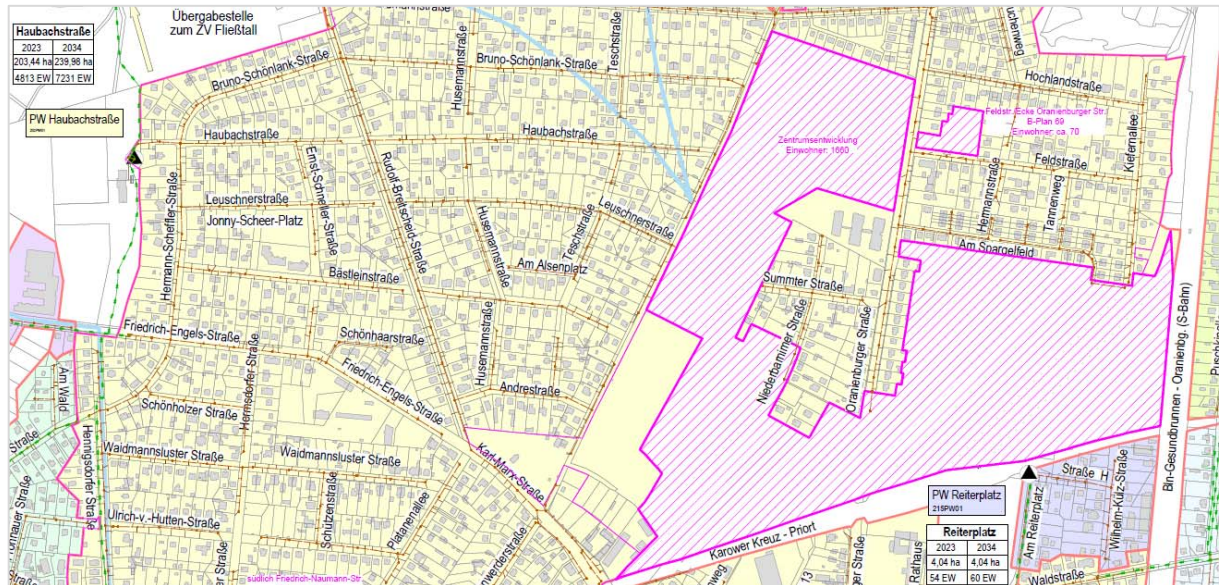 Übergabestelle
zum ZV Fließtall
Haubachstraße
2023 2034
203,44 ha 239,98 ha
4813 EW 7231 EW
PW Haubachstraße
Bruno-Schönlank-Straße
Husemannstraße
Bruno-Schönlank-Straße
Teschstraße
Hochlandstraße
Feldstr./Ecke Oranienburger Str.
B-Plan 69
Einwohner: ca. 70
Kiefernallee
Zentrumsentwicklung
Einwohner: 1660
Haubachstraße
Haubachstraße
Feldstraße
Ernst-Schneller-Straße
Rudolf-Breitscheid-Straße
Hermannstraße
Tannenweg
Leuschnerstraße
Jonny-Scheer-Platz
Hermann-Scheffler-Straße
Husemannstraße
Teschstraße
Leuschnerstraße
Am Spargelfeld
Am Alsenplatz
Bästleinstraße
Summter Straße
Niederbarnimer Straße
Oranienburger Straße
Bln-Gesundbrunnen - Oranienbg. (S-Bahn)
Friedrich-Engels-Straße
Schönhaarstraße
Husemannstraße
Hermsdorfer Straße
Friedrich-Engels-Straße
Andrestraße
Am Wald
Schönholzer Straße
Hennigsdorfer Straße
Waidmannsluster Straße
Waidmannsluster Straße
Karl-Marx-Straße
Ulrich-v.-Hutten-Straße
Schulzenstraße
Platanenallee
südlich Friedrich-Naumann-Str.
Karower Kreuz - Priort
Rathaus
13
PW Reiterplatz
215PW01
Reiterplatz
2023 2034
4,04 ha 4,04 ha
54 EW 60 EW
Am Reiterplatz
Straße H
Wilhelm-Külz-Straße
Waldstraße